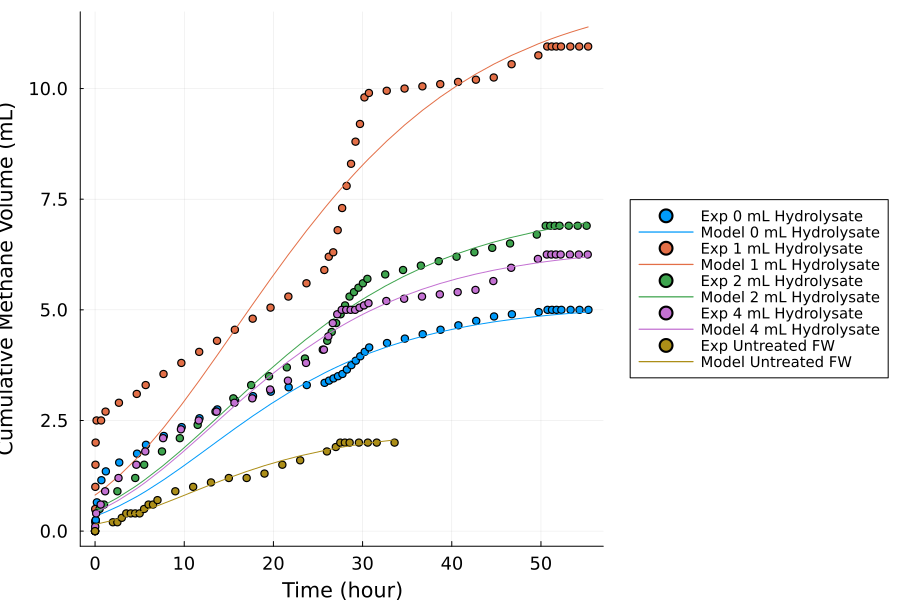 Cumulative Methane Volume (mL)
10.0
7.5
5.0
2.5
0.0
0 10 20 30 40 50
Time (hour)
Exp 0 mL Hydrolysate
Model 0 mL Hydrolysate
Exp 1 mL Hydrolysate
Model 1 mL Hydrolysate
Exp 2 mL Hydrolysate
Model 2 mL Hydrolysate
Exp 4 mL Hydrolysate
Model 4 mL Hydrolysate
Exp Untreated FW
Model Untreated FW